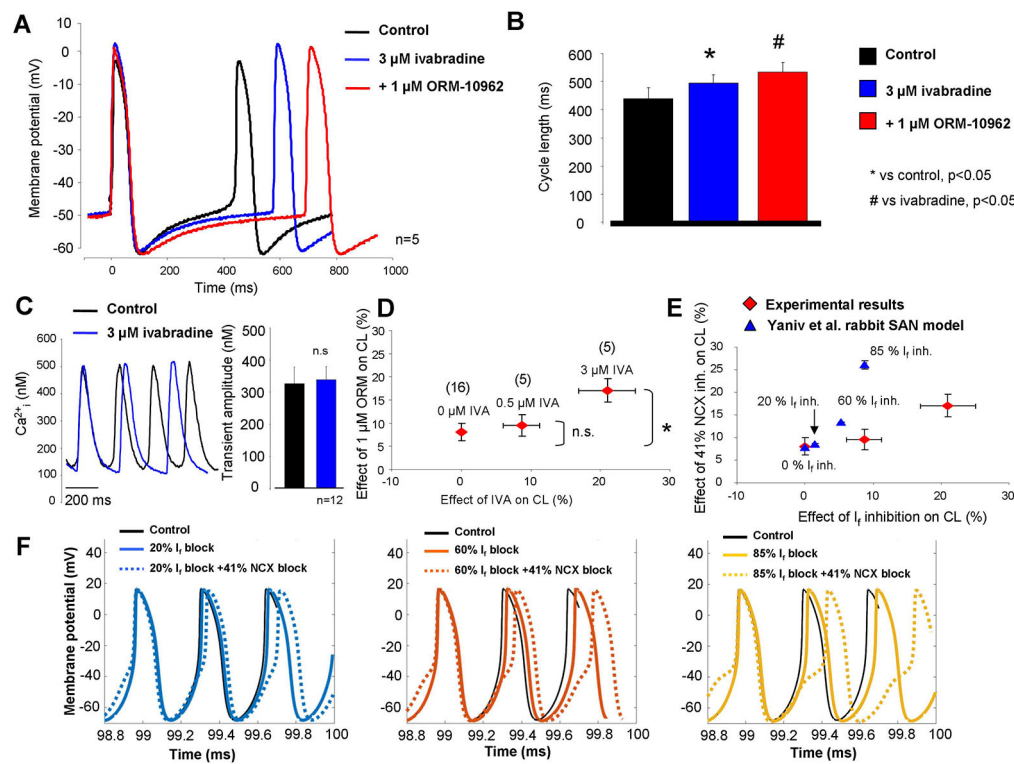 A
Control
3 µM ivabradine
+ 1 µM ORM-10962
Membrane potential (mV)
10
0
-10
-20
-30
-40
-50
-60
0
200
400
600
800
1000
Time (ms)
n=5
B
Cycle length (ms)
600
500
400
300
200
100
0
*
#
Control
3 µM ivabradine
+ 1 µM ORM-10962
* vs control, p<0.05
# vs ivabradine, p<0.05
C
Control
3 µM ivabradine
Ca2+i (nM)
600
500
400
300
200
100
0
200 ms
Transient amplitude (nM)
500
400
300
200
100
0
n.s
n=12
D
Effect of 1 µM ORM on CL (%)
30
25
20
15
10
5
0
-10
0
10
20
30
Effect of IVA on CL (%)
(16)
0 µM IVA
(5)
0.5 µM IVA
(5)
3 µM IVA
n.s.
*
E
Experimental results
Yaniv et al. rabbit SAN model
Effect of 41% NCX inh. on CL (%)
30
25
20
15
10
5
0
-10
0
10
20
30
Effect of If inhibition on CL (%)
85 % If inh.
20 % If inh.
60 % If inh.
0 % If inh.
F
Control
20% If block
20% If block +41% NCX block
Membrane potential (mV)
40
20
0
-20
-40
-60
98.8
99
99.2
99.4
99.6
99.8
100
Time (ms)
Control
60% If block
60% If block +41% NCX block
40
20
0
-20
-40
-60
98.8
99
99.2
99.4
99.6
99.8
100
Time (ms)
Control
85% If block
85% If block +41% NCX block
40
20
0
-20
-40
-60
98.8
99
99.2
99.4
99.6
99.8
100
Time (ms)